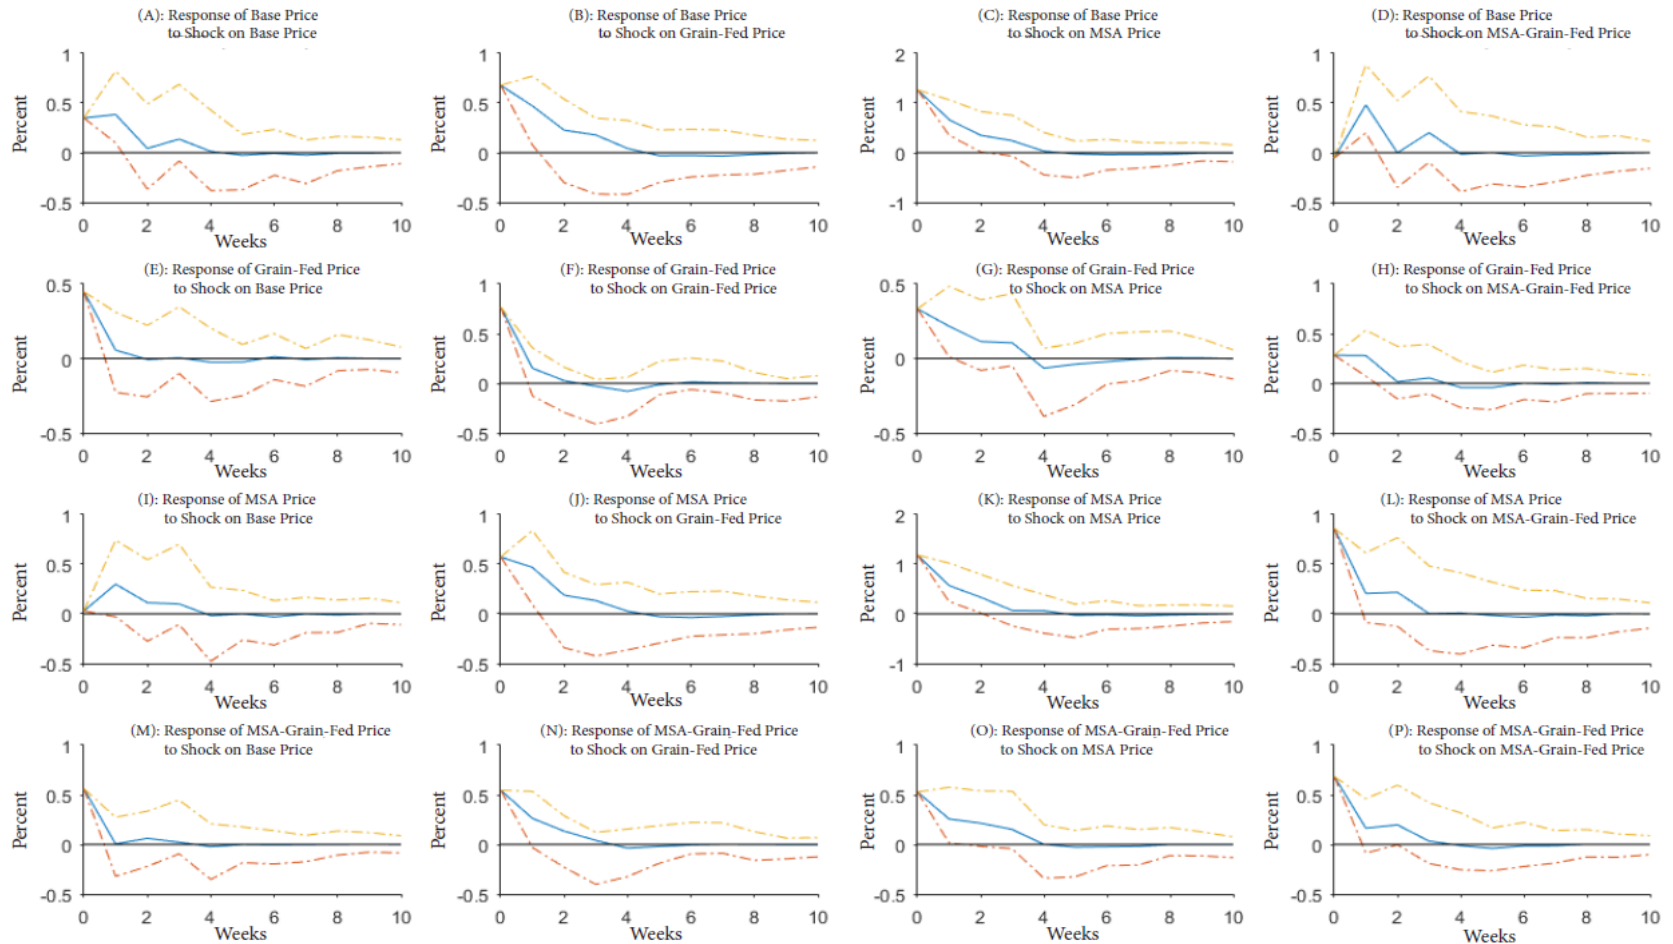 (A): Response of Base Price
to Shock on Base Price
(B): Response of Base Price
to Shock on Grain-Fed Price
(C): Response of Base Price
to Shock on MSA Price
(D): Response of Base Price
to Shock on MSA-Grain-Fed Price
1
0.5
0
-0.5
Percent
0 2 4 6 8 10
Weeks
1
0.5
0
-0.5
Percent
0 2 4 6 8 10
Weeks
2
1
0
-1
Percent
0 2 4 6 8 10
Weeks
1
0.5
0
-0.5
Percent
0 2 4 6 8 10
Weeks
(E): Response of Grain-Fed Price
to Shock on Base Price
(F): Response of Grain-Fed Price
to Shock on Grain-Fed Price
(G): Response of Grain-Fed Price
to Shock on MSA Price
(H): Response of Grain-Fed Price
to Shock on MSA-Grain-Fed Price
0.5
0
-0.5
Percent
0 2 4 6 8 10
Weeks
1
0.5
0
-0.5
Percent
0 2 4 6 8 10
Weeks
0.5
0
-0.5
Percent
0 2 4 6 8 10
Weeks
1
0.5
0
-0.5
Percent
0 2 4 6 8 10
Weeks
(I): Response of MSA Price
to Shock on Base Price
(J): Response of MSA Price
to Shock on Grain-Fed Price
(K): Response of MSA Price
to Shock on MSA Price
(L): Response of MSA Price
to Shock on MSA-Grain-Fed Price
1
0.5
0
-0.5
Percent
0 2 4 6 8 10
Weeks
1
0.5
0
-0.5
Percent
0 2 4 6 8 10
Weeks
2
1
0
-1
Percent
0 2 4 6 8 10
Weeks
1
0.5
0
-0.5
Percent
0 2 4 6 8 10
Weeks
(M): Response of MSA-Grain-Fed Price
to Shock on Base Price
(N): Response of MSA-Grain-Fed Price
to Shock on Grain-Fed Price
(O): Response of MSA-Grain-Fed Price
to Shock on MSA Price
(P): Response of MSA-Grain-Fed Price
to Shock on MSA-Grain-Fed Price
1
0.5
0
-0.5
Percent
0 2 4 6 8 10
Weeks
1
0.5
0
-0.5
Percent
0 2 4 6 8 10
Weeks
1
0.5
0
-0.5
Percent
0 2 4 6 8 10
Weeks
1
0.5
0
-0.5
Percent
0 2 4 6 8 10
Weeks